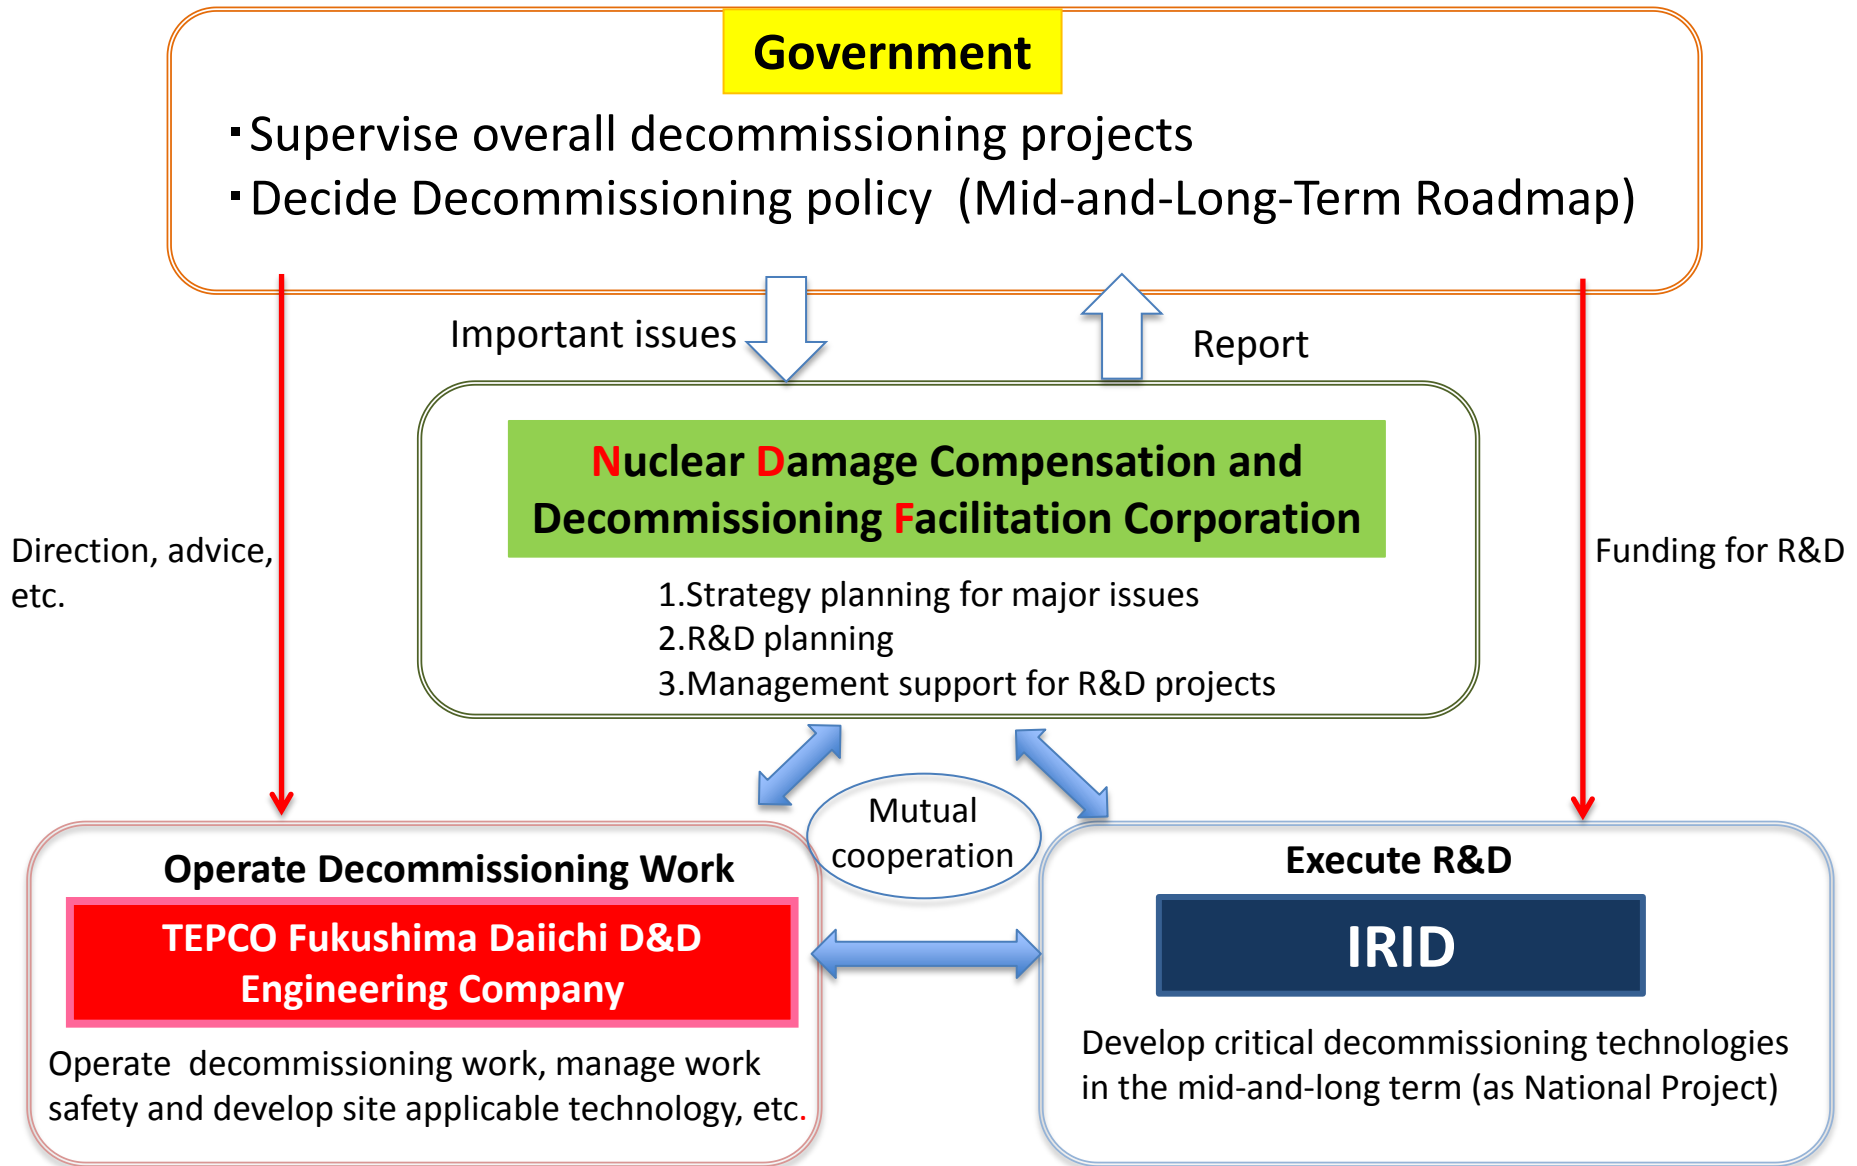 Government
▪Supervise overall decommissioning projects
▪Decide Decommissioning policy (Mid-and-Long-Term Roadmap)
Important issues
Report
Nuclear Damage Compensation and
Decommissioning Facilitation Corporation
1.Strategy planning for major issues
2.R&D planning
3.Management support for R&D projects
Direction, advice,
etc.
Funding for R&D
Mutual
cooperation
Operate Decommissioning Work
TEPCO Fukushima Daiichi D&D
Engineering Company
Operate decommissioning work, manage work
safety and develop site applicable technology, etc.
Execute R&D
IRID
Develop critical decommissioning technologies
in the mid-and-long term (as National Project)